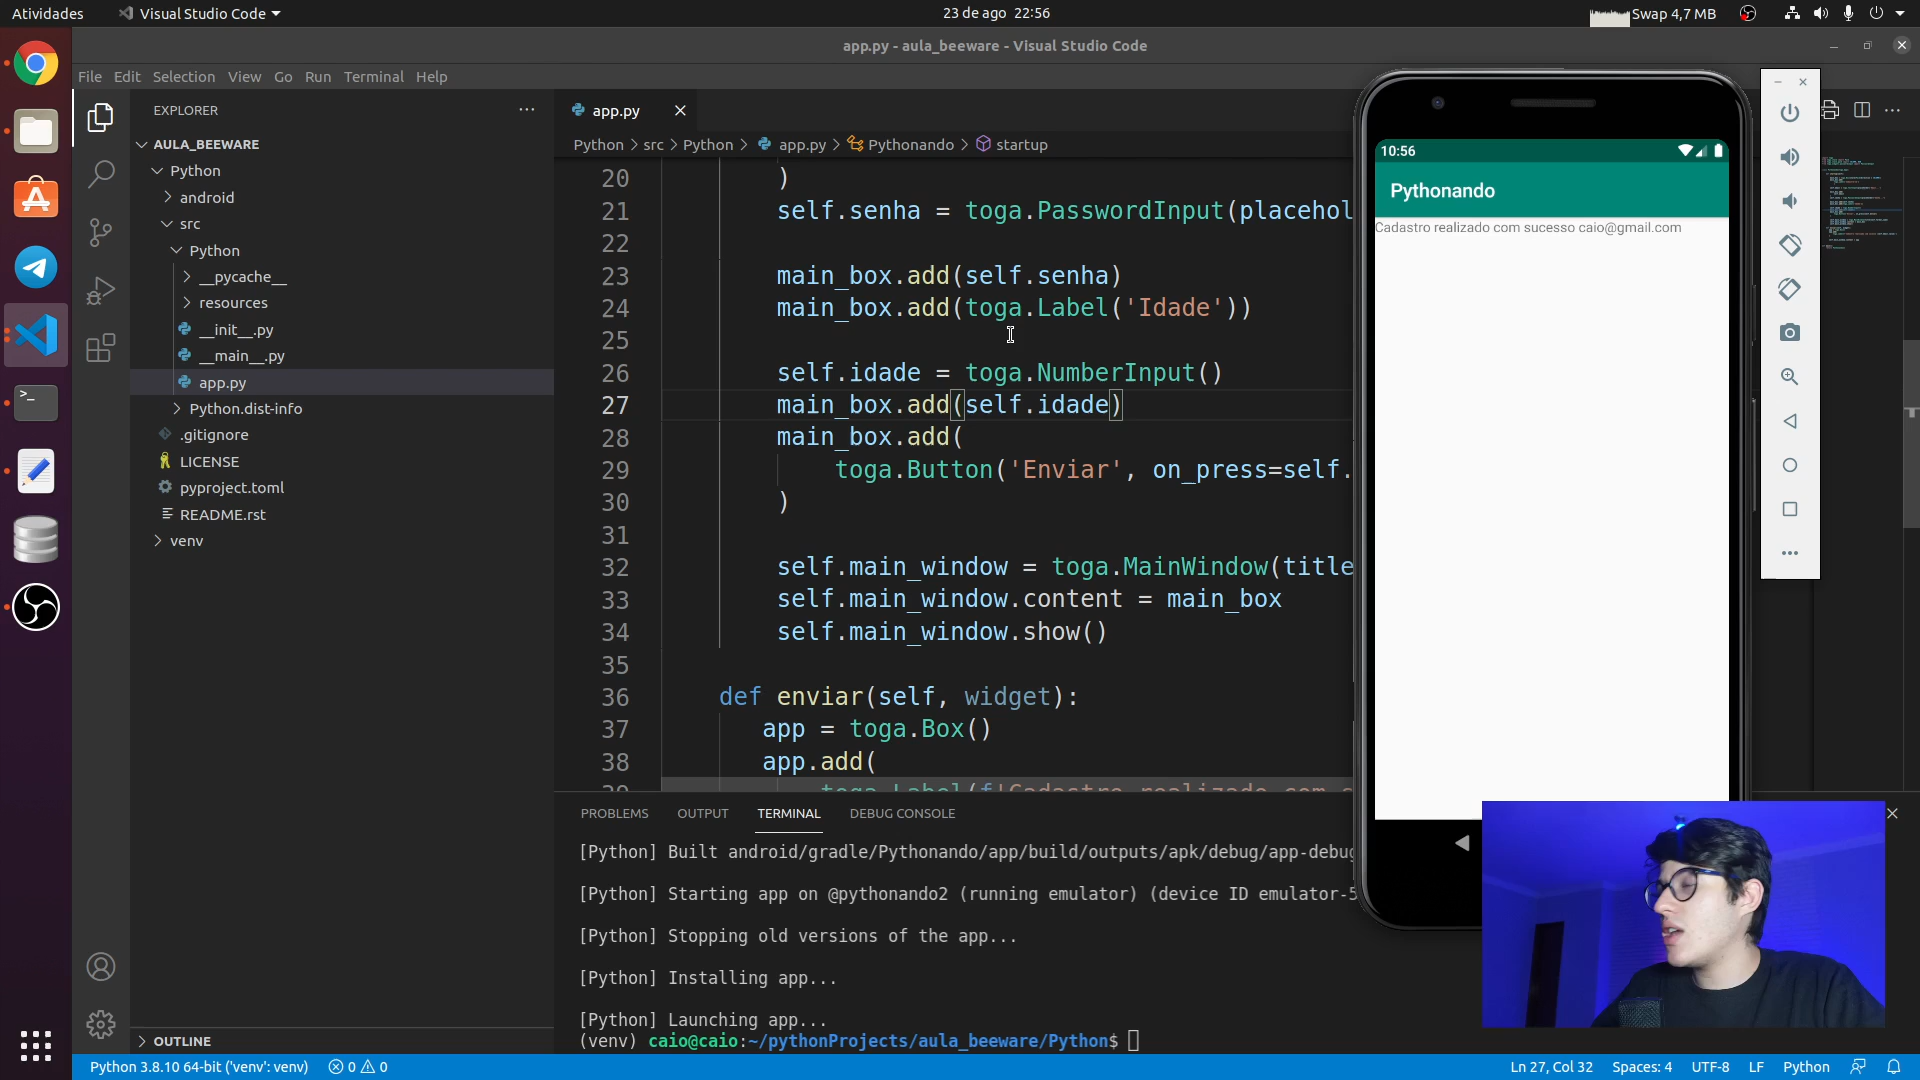 Atividades
Visual Studio Code
23 de ago 22:56
Swap 4,7 MB
app.py - aula_beeware - Visual Studio Code
File Edit Selection View Go Run Terminal Help
EXPLORER
AULA_BEEWARE
Python
android
src
Python
__pycache__
resources
__init__.py
__main__.py
app.py
Python.dist-info
.gitignore
LICENSE
pyproject.toml
README.rst
venv
OUTLINE
app.py
Python > src > Python > app.py > Pythonando > startup
20 )
21 self.senha = toga.PasswordInput(placehol
22
23 main_box.add(self.senha)
24 main_box.add(toga.Label('Idade'))
25
26 self.idade = toga.NumberInput()
27 main_box.add(self.idade)
28 main_box.add(
29 toga.Button('Enviar', on_press=self.
30 )
31
32 self.main_window = toga.MainWindow(title
33 self.main_window.content = main_box
34 self.main_window.show()
35
36 def enviar(self, widget):
37 app = toga.Box()
38 app.add(
39 toga.Label(f'Cadastro realizado com s
PROBLEMS OUTPUT TERMINAL DEBUG CONSOLE
[Python] Built android/gradle/Pythonando/app/build/outputs/apk/debug/app-debug
[Python] Starting app on @pythonando2 (running emulator) (device ID emulator-5
[Python] Stopping old versions of the app...
[Python] Installing app...
[Python] Launching app...
(venv) caio@caio:~/pythonProjects/aula_beeware/Python$
10:56
Pythonando
Cadastro realizado com sucesso caio@gmail.com
Python 3.8.10 64-bit ('venv': venv) 0 0
Ln 27, Col 32 Spaces: 4 UTF-8 LF Python